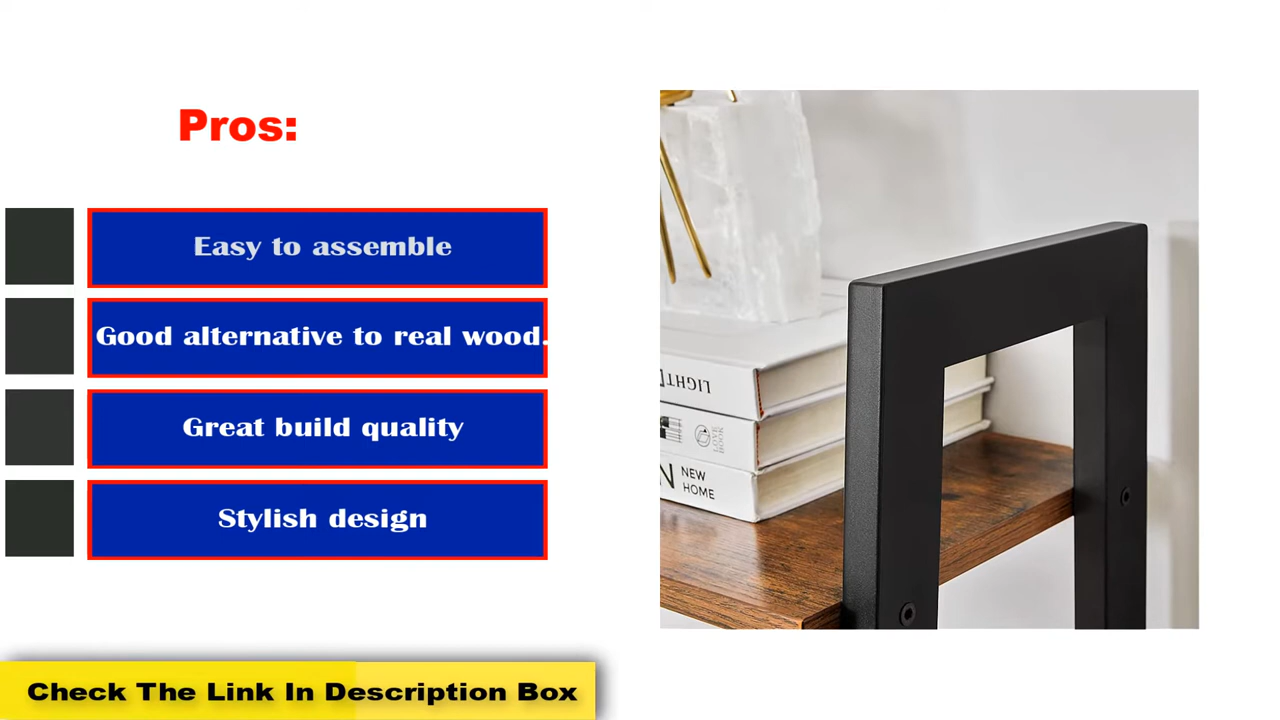 Pros:
Easy to assemble
Good alternative to real wood.
Great build quality
Stylish design
LIGHT
NEW
HOME
Check The Link In Description Box